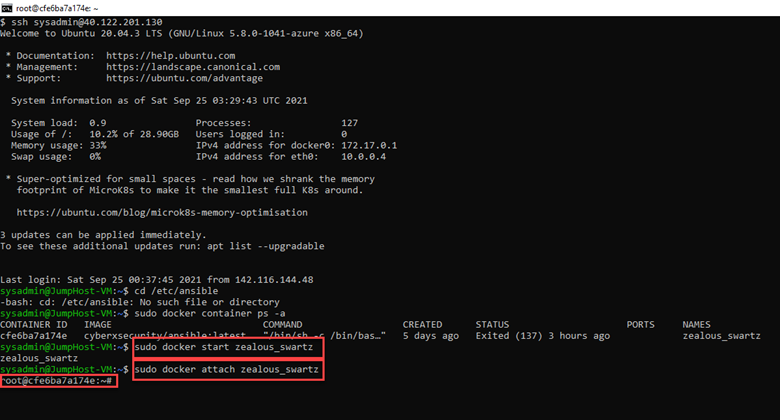 root@cfe6ba7a174e: ~
$ ssh sysadmin@40.122.201.130
Welcome to Ubuntu 20.04.3 LTS (GNU/Linux 5.8.0-1041-azure x86_64)
* Documentation:  https://help.ubuntu.com
* Management:     https://landscape.canonical.com
* Support:        https://ubuntu.com/advantage
System information as of Sat Sep 25 03:29:43 UTC 2021
System load:  0.9                Processes:                127
Usage of /:   10.2% of 28.90GB   Users logged in:          0
Memory usage: 33%                IPv4 address for docker0: 172.17.0.1
Swap usage:   0%                 IPv4 address for eth0:    10.0.0.4
* Super-optimized for small spaces - read how we shrank the memory
footprint of MicroK8s to make it the smallest full K8s around.
https://ubuntu.com/blog/microk8s-memory-optimisation
3 updates can be applied immediately.
To see these additional updates run: apt list --upgradable
Last login: Sat Sep 25 00:37:45 2021 from 142.116.144.48
sysadmin@JumpHost-VM:~$ cd /etc/ansible
-bash: cd: /etc/ansible: No such file or directory
sysadmin@JumpHost-VM:~$ sudo docker container ps -a
CONTAINER ID   IMAGE                         COMMAND                  CREATED      STATUS                       PORTS     NAMES
cfe6ba7a174e   cyberxsecurity/ansible:latest   "/bin/sh -c /bin/bas…"   5 days ago   Exited (137) 3 hours ago               zealous_swartz
sysadmin@JumpHost-VM:~$ sudo docker start zealous_swartz
zealous_swartz
sysadmin@JumpHost-VM:~$ sudo docker attach zealous_swartz
root@cfe6ba7a174e:~#